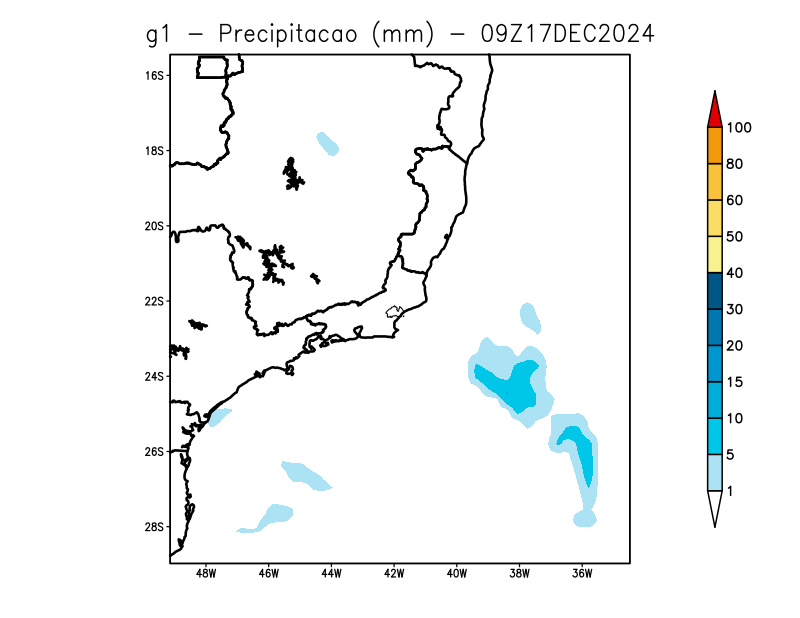 g1 – Precipitacao (mm) – 09Z17DEC2024
16S
18S
20S
22S
24S
26S
28S
48W 46W 44W 42W 40W 38W 36W
100
80
60
50
40
30
20
15
10
5
1